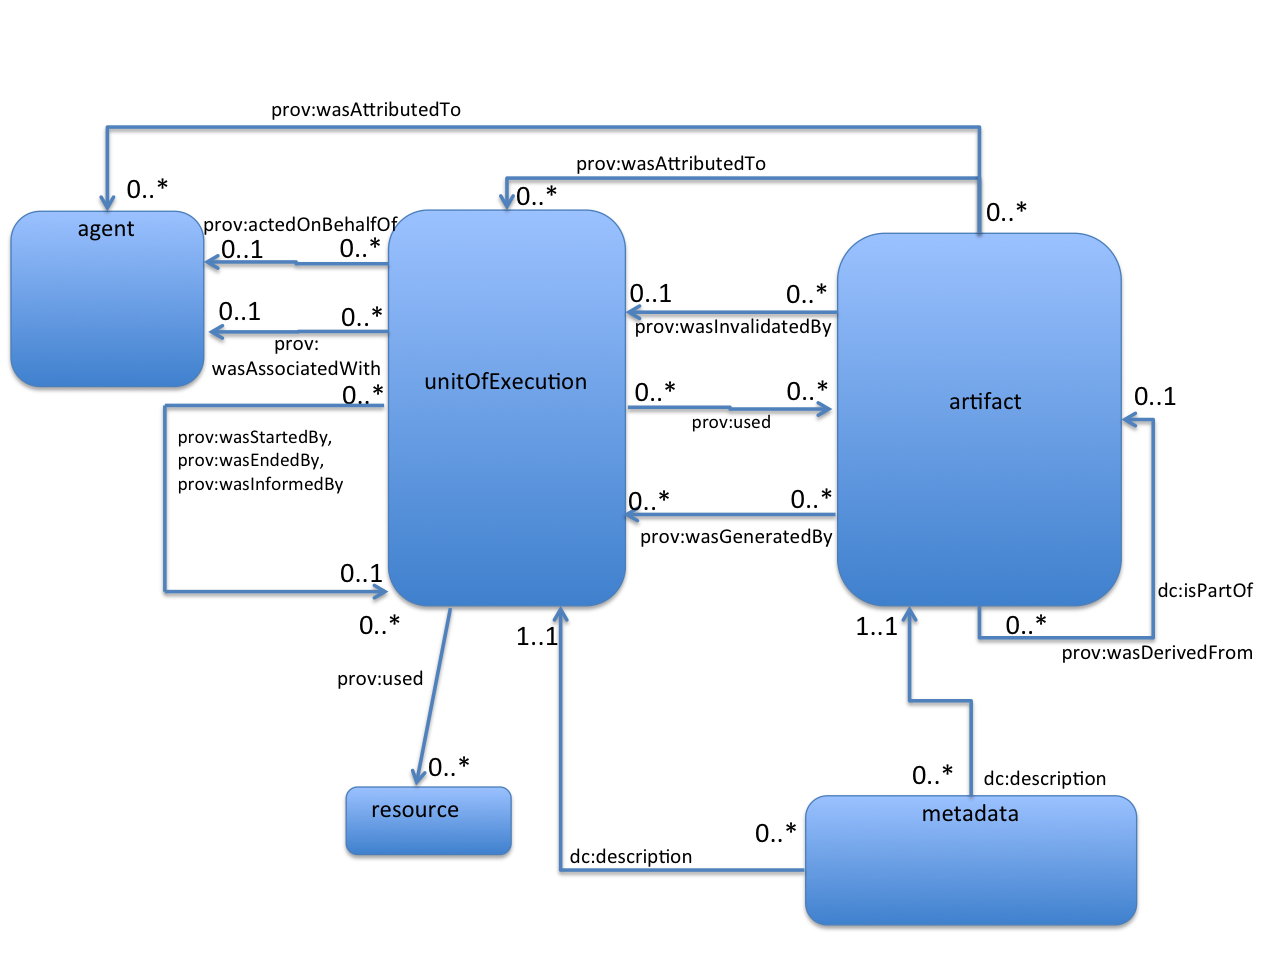 prov:wasAttributedTo
prov:wasAttributedTo
0..*
0..*
0..*
agent
prov:actedOnBehalfOf
0..1
0..*
0..1
0..*
prov:
wasAssociatedWith
0..*
prov:wasStartedBy,
prov:wasEndedBy,
prov:wasInformedBy
0..1
unitOfExecution
0..1
0..*
prov:wasInvalidatedBy
0..*
0..*
prov:used
0..*
0..*
prov:wasGeneratedBy
artifact
0..1
dc:isPartOf
0..*
prov:wasDerivedFrom
0..*
prov:used
0..*
resource
1..1
dc:description
0..*
1..1
0..*
dc:description
metadata